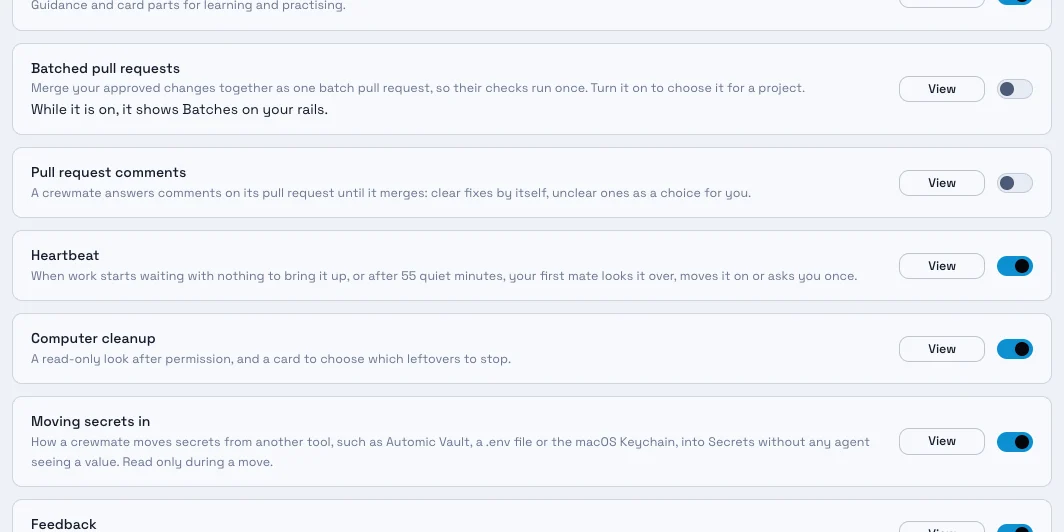 Guidance and card parts for learning and practising.
Batched pull requests
Merge your approved changes together as one batch pull request, so their checks run once. Turn it on to choose it for a project.
While it is on, it shows Batches on your rails.
View
Pull request comments
A crewmate answers comments on its pull request until it merges: clear fixes by itself, unclear ones as a choice for you.
View
Heartbeat
When work starts waiting with nothing to bring it up, or after 55 quiet minutes, your first mate looks it over, moves it on or asks you once.
View
Computer cleanup
A read-only look after permission, and a card to choose which leftovers to stop.
View
Moving secrets in
How a crewmate moves secrets from another tool, such as Automic Vault, a .env file or the macOS Keychain, into Secrets without any agent
seeing a value. Read only during a move.
View
Feedback
View